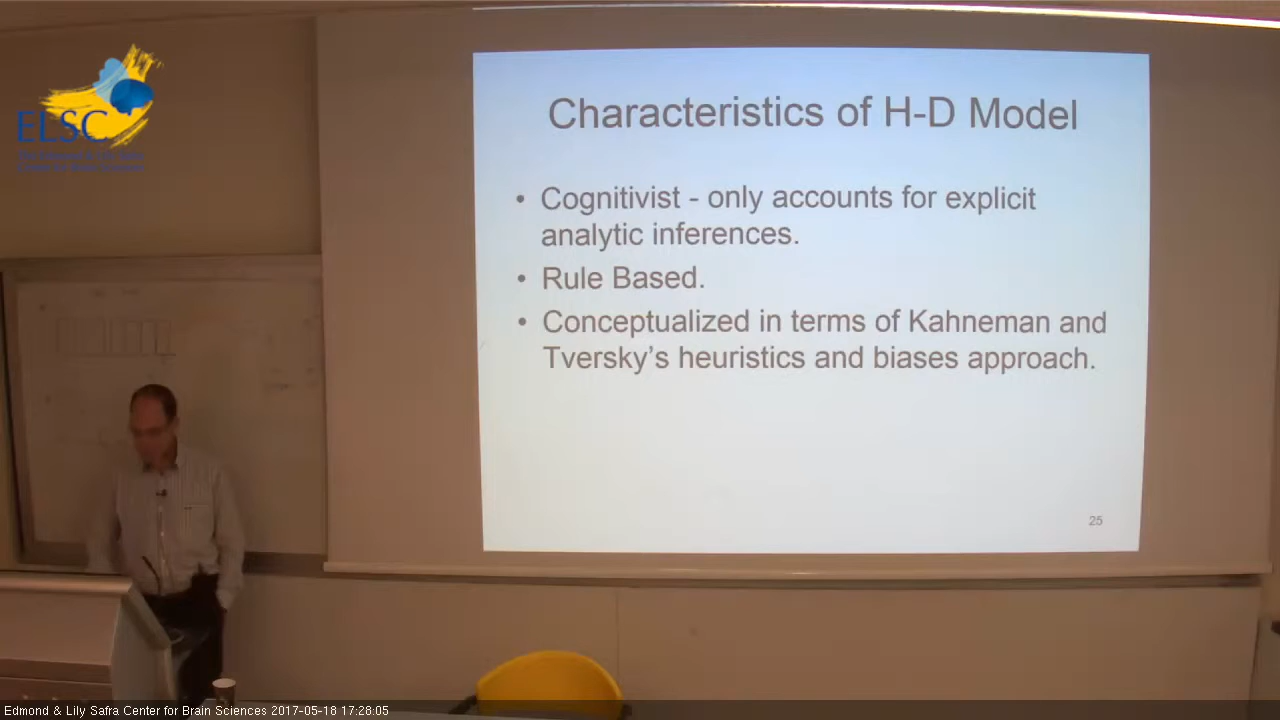 ELSC
Characteristics of H-D Model
• Cognitivist - only accounts for explicit
analytic inferences.
• Rule Based.
• Conceptualized in terms of Kahneman and
Tversky's heuristics and biases approach.
25
Edmond & Lily Safra Center for Brain Sciences 2017-05-18 17:28:05